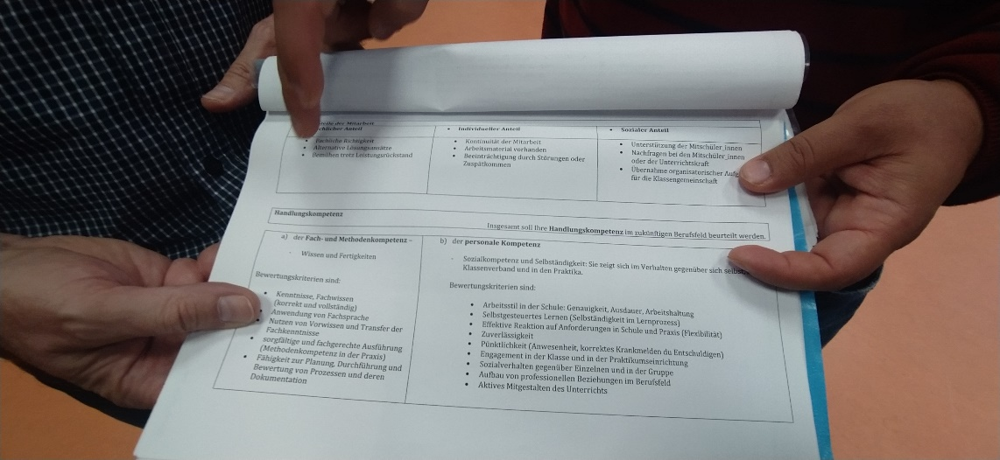 der Mitarbeit
chlicher Anteil
• Fachliche Richtigkeit
• Alternative Lösungsansätze
• Bemühen trotz Leistungsrückstand
• Individueller Anteil
• Kontinuität der Mitarbeit
• Arbeitsmaterial vorhanden
• Beeinträchtigung durch Störungen oder
Zuspätkommen
• Sozialer Anteil
• Unterstützung der Mitschüler_innen
• Nachfragen bei den Mitschüler_innen
oder der Unterrichtskraft
• Übernahme organisatorischer Aufg
für die Klassengemeinschaft
Handlungskompetenz
Insgesamt soll Ihre Handlungskompetenz im zukünftigen Berufsfeld beurteilt werden.
a) der Fach- und Methodenkompetenz –
- Wissen und Fertigkeiten
Bewertungskriterien sind:
• Kenntnisse, Fachwissen
(korrekt und vollständig)
• Anwendung von Fachsprache
• Nutzen von Vorwissen und Transfer der
Fachkenntnisse
• sorgfältige und fachgerechte Ausführung
(Methodenkompetenz in der Praxis)
• Fähigkeit zur Planung, Durchführung und
Bewertung von Prozessen und deren
Dokumentation
b) der personale Kompetenz
- Sozialkompetenz und Selbständigkeit: Sie zeigt sich im Verhalten gegenüber sich selbst,
Klassenverband und in den Praktika.
Bewertungskriterien sind:
• Arbeitsstil in der Schule: Genauigkeit, Ausdauer, Arbeitshaltung
• Selbstgesteuertes Lernen (Selbständigkeit im Lernprozess)
• Effektive Reaktion auf Anforderungen in Schule und Praxis (Flexibilität)
• Zuverlässigkeit
• Pünktlichkeit (Anwesenheit, korrektes Krankmelden du Entschuldigen)
• Engagement in der Klasse und in der Praktikumseinrichtung
• Sozialverhalten gegenüber Einzelnen und in der Gruppe
• Aufbau von professionellen Beziehungen im Berufsfeld
• Aktives Mitgestalten des Unterrichts